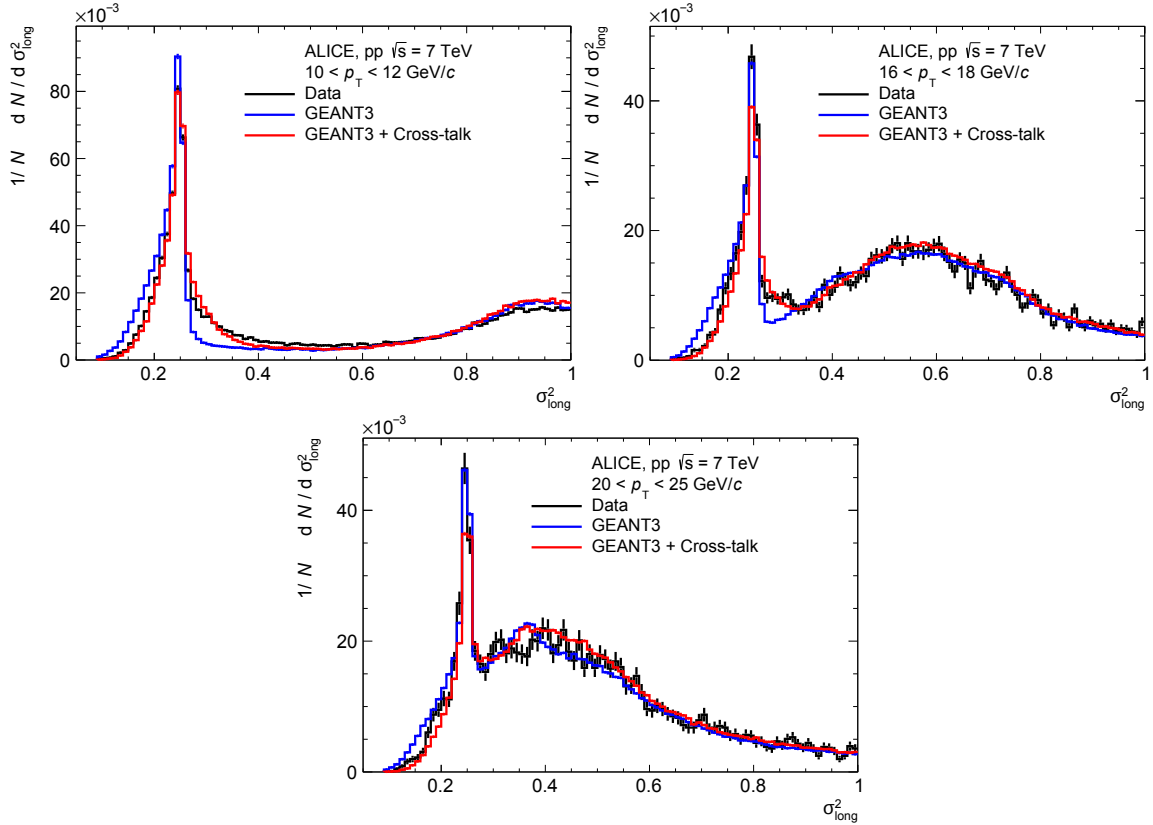 ×10⁻³
1/ N dN / d σ²long
ALICE, pp √s = 7 TeV
10 < pT < 12 GeV/c
Data
GEANT3
GEANT3 + Cross-talk
80
60
40
20
0
0.2 0.4 0.6 0.8 1
σ²long
×10⁻³
1/ N dN / d σ²long
ALICE, pp √s = 7 TeV
16 < pT < 18 GeV/c
Data
GEANT3
GEANT3 + Cross-talk
40
20
0
0.2 0.4 0.6 0.8 1
σ²long
×10⁻³
1/ N dN / d σ²long
ALICE, pp √s = 7 TeV
20 < pT < 25 GeV/c
Data
GEANT3
GEANT3 + Cross-talk
40
20
0
0.2 0.4 0.6 0.8 1
σ²long